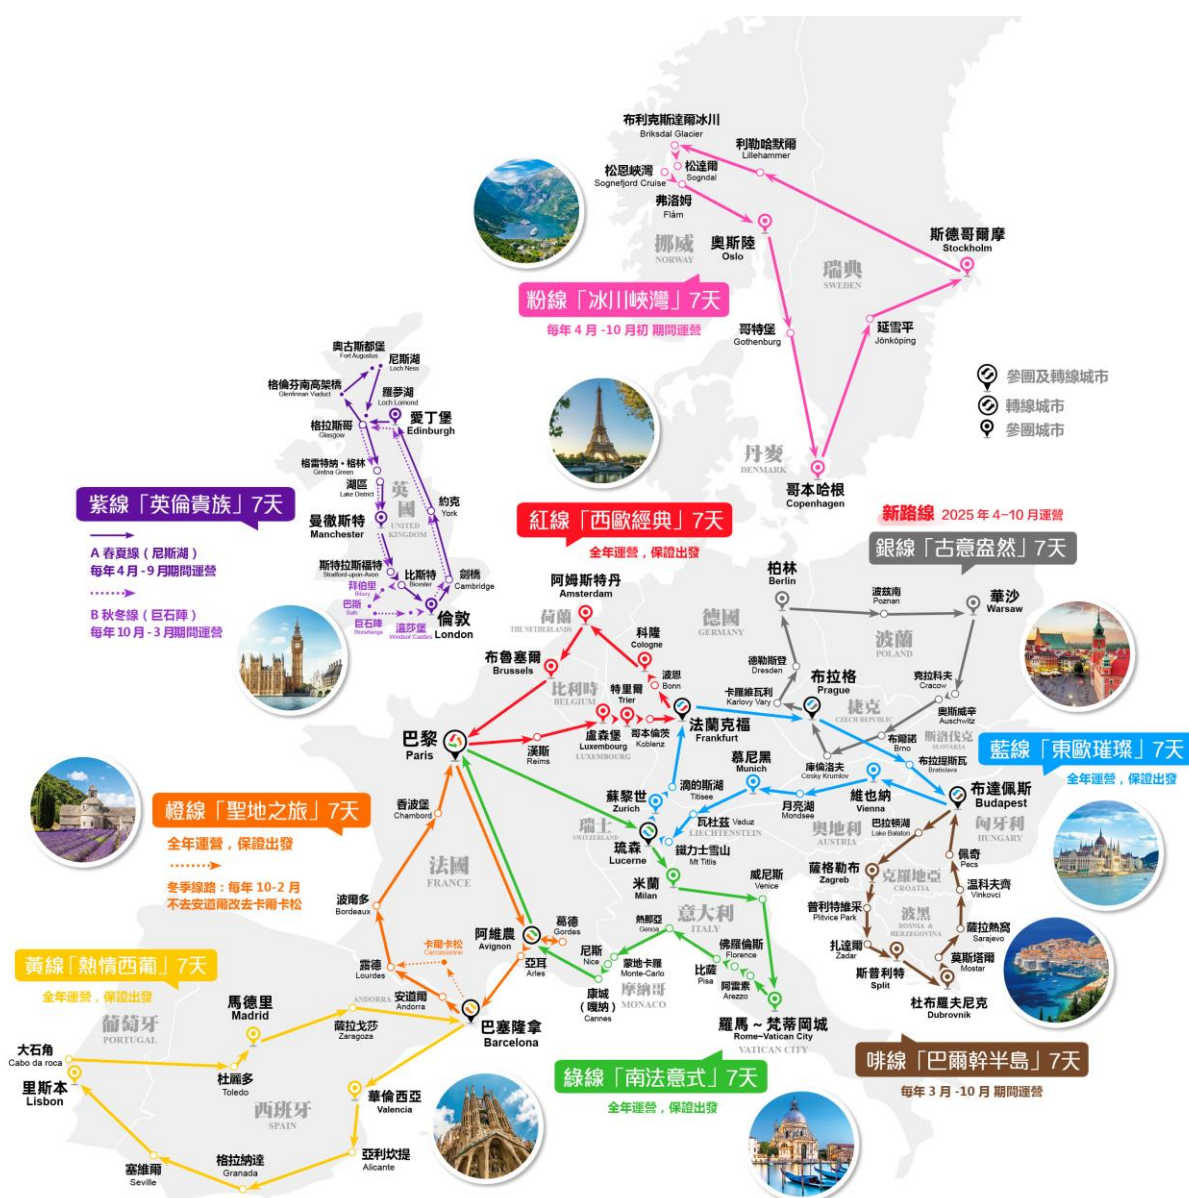 布利克斯達爾冰川
Briksdal Glacier
利勒哈默爾
Lillehammer
松恩峽灣
Sognefjord Cruise
松達爾
Sogndal
弗洛姆
Flåm
挪威
NORWAY
奧斯陸
Oslo
瑞典
SWEDEN
斯德哥爾摩
Stockholm
粉線「冰川峽灣」7天
每年 4 月 -10 月初 期間運營
哥特堡
Gothenburg
延雪平
Jönköping
丹麥
DENMARK
哥本哈根
Copenhagen
參團及轉線城市
轉線城市
參團城市
奧古斯都堡
Fort Augustus
尼斯湖
Loch Ness
格倫芬南高架橋
Glenfinnan Viaduct
羅夢湖
Loch Lomond
格拉斯哥
Glasgow
愛丁堡
Edinburgh
格雷特納・格林
Gretna Green
湖區
Lake District
英國
UNITED
KINGDOM
約克
York
曼徹斯特
Manchester
斯特拉斯福特
Stratford-upon-Avon
比斯特
Bicester
劍橋
Cambridge
拜伯里
Bibury
巴斯
Bath
巨石陣
Stonehenge
溫莎堡
Windsor Castles
倫敦
London
紫線「英倫貴族」7天
A 春夏線（尼斯湖）
每年 4 月 - 9 月期間運營
B 秋冬線（巨石陣）
每年 10 月 - 3 月期間運營
紅線「西歐經典」7天
全年運營 , 保證出發
阿姆斯特丹
Amsterdam
荷蘭
THE NETHERLANDS
科隆
Cologne
德國
GERMANY
布魯塞爾
Brussels
比利時
BELGIUM
波恩
Bonn
特里爾
Trier
盧森堡
Luxembourg
LUXEMBOURG
哥本倫茨
Koblenz
法蘭克福
Frankfurt
巴黎
Paris
漢斯
Reims
新路線 2025 年 4-10 月運營
銀線「古意盎然」7天
柏林
Berlin
波茲南
Poznan
華沙
Warsaw
波蘭
POLAND
德勒斯登
Dresden
卡羅維瓦利
Karlovy Vary
布拉格
Prague
捷克
CZECH REPUBLIC
克拉科夫
Cracow
奧斯威辛
Auschwitz
布爾諾
Brno
斯洛伐克
SLOVAKIA
庫倫洛夫
Cesky Krumlov
布拉提斯瓦
Bratislava
藍線「東歐璀璨」7天
全年運營 , 保證出發
慕尼黑
Munich
滴的斯湖
Titisee
蘇黎世
Zurich
瓦杜茲
Vaduz
LIECHTENSTEIN
月亮湖
Mondsee
維也納
Vienna
布達佩斯
Budapest
瑞士
SWITZERLAND
琉森
Lucerne
鐵力士雪山
Mt Titlis
奧地利
AUSTRIA
巴拉頓湖
Lake Balaton
匈牙利
HUNGARY
橙線「聖地之旅」7天
全年運營 , 保證出發
冬季線路 : 每年 10-2 月
不去安道爾改去卡爾卡松
香波堡
Chambord
法國
FRANCE
波爾多
Bordeaux
米蘭
Milan
威尼斯
Venice
薩格勒布
Zagreb
克羅地亞
CROATIA
佩奇
Pecs
溫科夫齊
Vinkovci
普利特維采
Plitvice Park
波黑
BOSNIA &
HERZEGOVINA
薩拉熱窩
Sarajevo
扎達爾
Zadar
斯普利特
Split
莫斯塔爾
Mostar
杜布羅夫尼克
Dubrovnik
阿維農
Avignon
葛德
Gordes
尼斯
Nice
熱那亞
Genoa
意大利
ITALY
佛羅倫斯
Florence
蒙地卡羅
Monte-Carlo
比薩
Pisa
阿雷素
Arezzo
摩納哥
MONACO
康城
（嘎納）
Cannes
亞耳
Arles
卡爾卡松
Carcassonne
露德
Lourdes
安道爾
Andorra
ANDORRA
羅馬 ~ 梵蒂岡城
Rome~Vatican City
VATICAN CITY
啡線「巴爾幹半島」7天
每年 3 月 -10 月 期間運營
綠線「南法意式」7天
全年運營 , 保證出發
黃線「熱情西葡」7天
全年運營 , 保證出發
葡萄牙
PORTUGAL
馬德里
Madrid
薩拉戈莎
Zaragoza
巴塞隆拿
Barcelona
大石角
Cabo da roca
里斯本
Lisbon
杜麗多
Toledo
西班牙
SPAIN
華倫西亞
Valencia
塞維爾
Seville
格拉納達
Granada
亞利坎提
Alicante